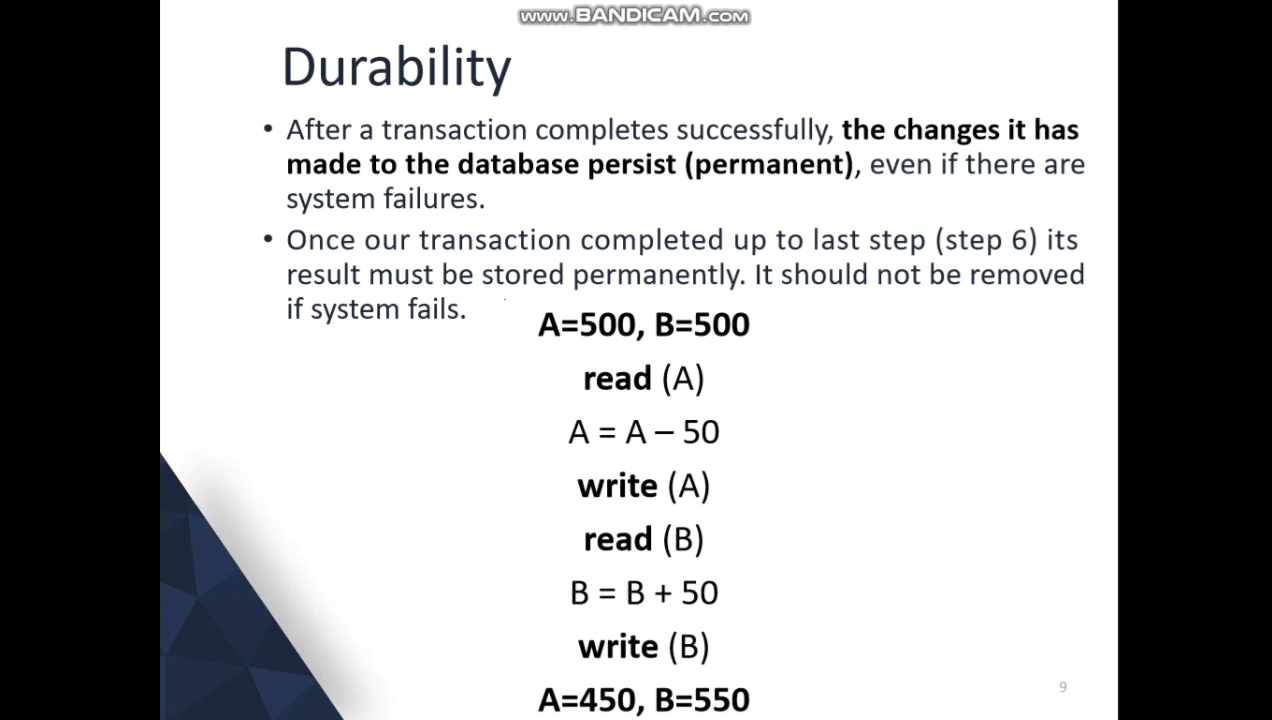 www.BANDICAM.com
Durability
• After a transaction completes successfully, the changes it has
made to the database persist (permanent), even if there are
system failures.
• Once our transaction completed up to last step (step 6) its
result must be stored permanently. It should not be removed
if system fails.
A=500, B=500
read (A)
A = A – 50
write (A)
read (B)
B = B + 50
write (B)
A=450, B=550
9